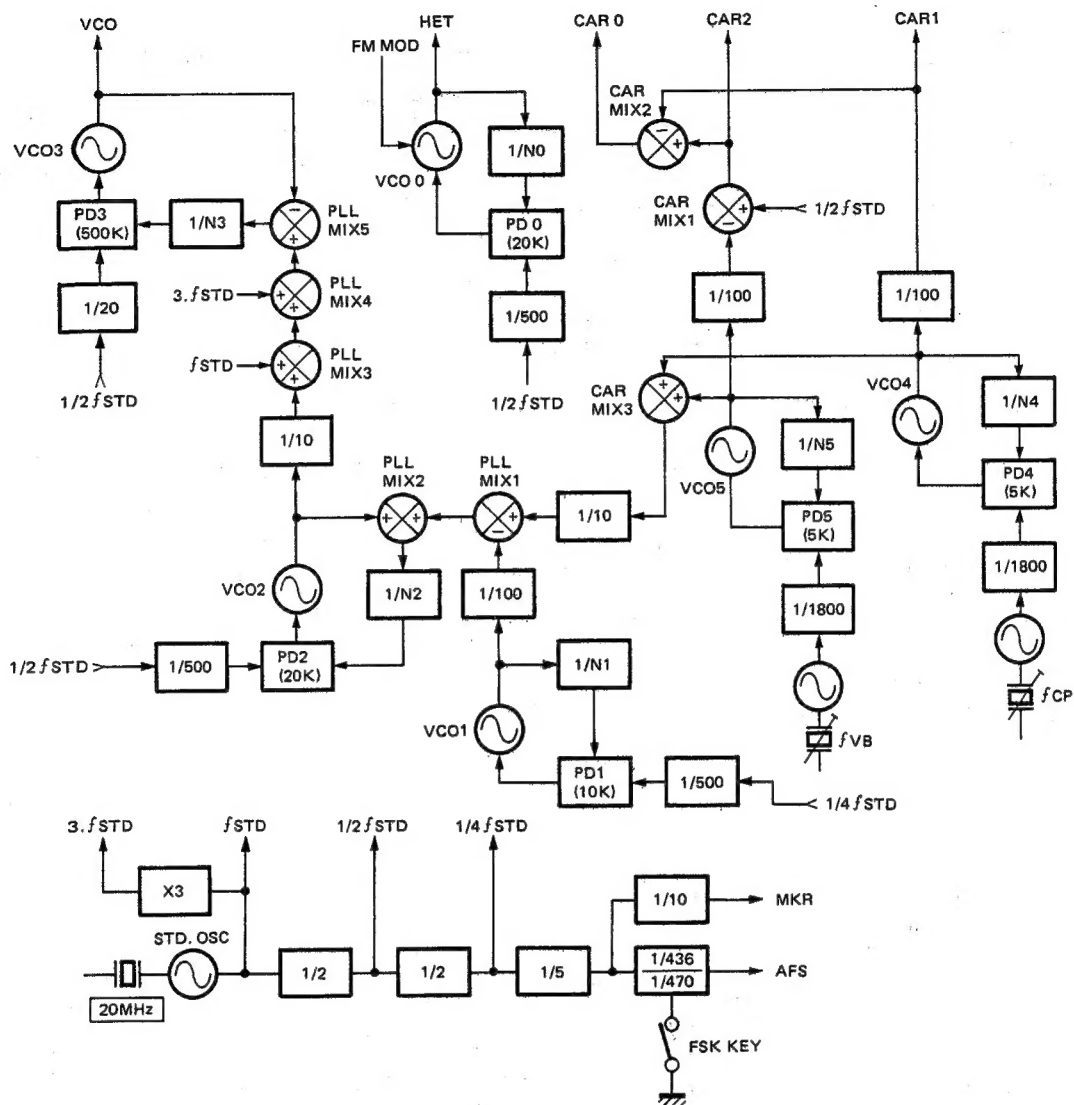 VCO
HET
CAR 0
CAR2
CAR1
FM MOD
CAR
MIX2
VCO3
VCO 0
1/N0
PD3
(500K)
1/N3
PLL
MIX5
PD 0
(20K)
CAR
MIX1
1/2 fSTD
1/20
3.fSTD
PLL
MIX4
1/500
1/100
1/100
1/2 fSTD
fSTD
PLL
MIX3
1/2 fSTD
CAR
MIX3
VCO4
1/N4
1/10
PLL
MIX2
PLL
MIX1
VCO5
1/N5
PD4
(5K)
1/10
PD5
(5K)
VCO2
1/N2
1/100
1/1800
1/1800
1/2 fSTD
1/500
PD2
(20K)
1/N1
fCP
VCO1
fVB
PD1
(10K)
1/500
1/4 fSTD
3.fSTD
fSTD
1/2 fSTD
1/4 fSTD
X3
1/10
MKR
STD. OSC
1/2
1/2
1/5
1/436
1/470
AFS
20MHz
FSK KEY
+
+
+
+
+
+
+
+
+
+
+
+
−
−
−
−